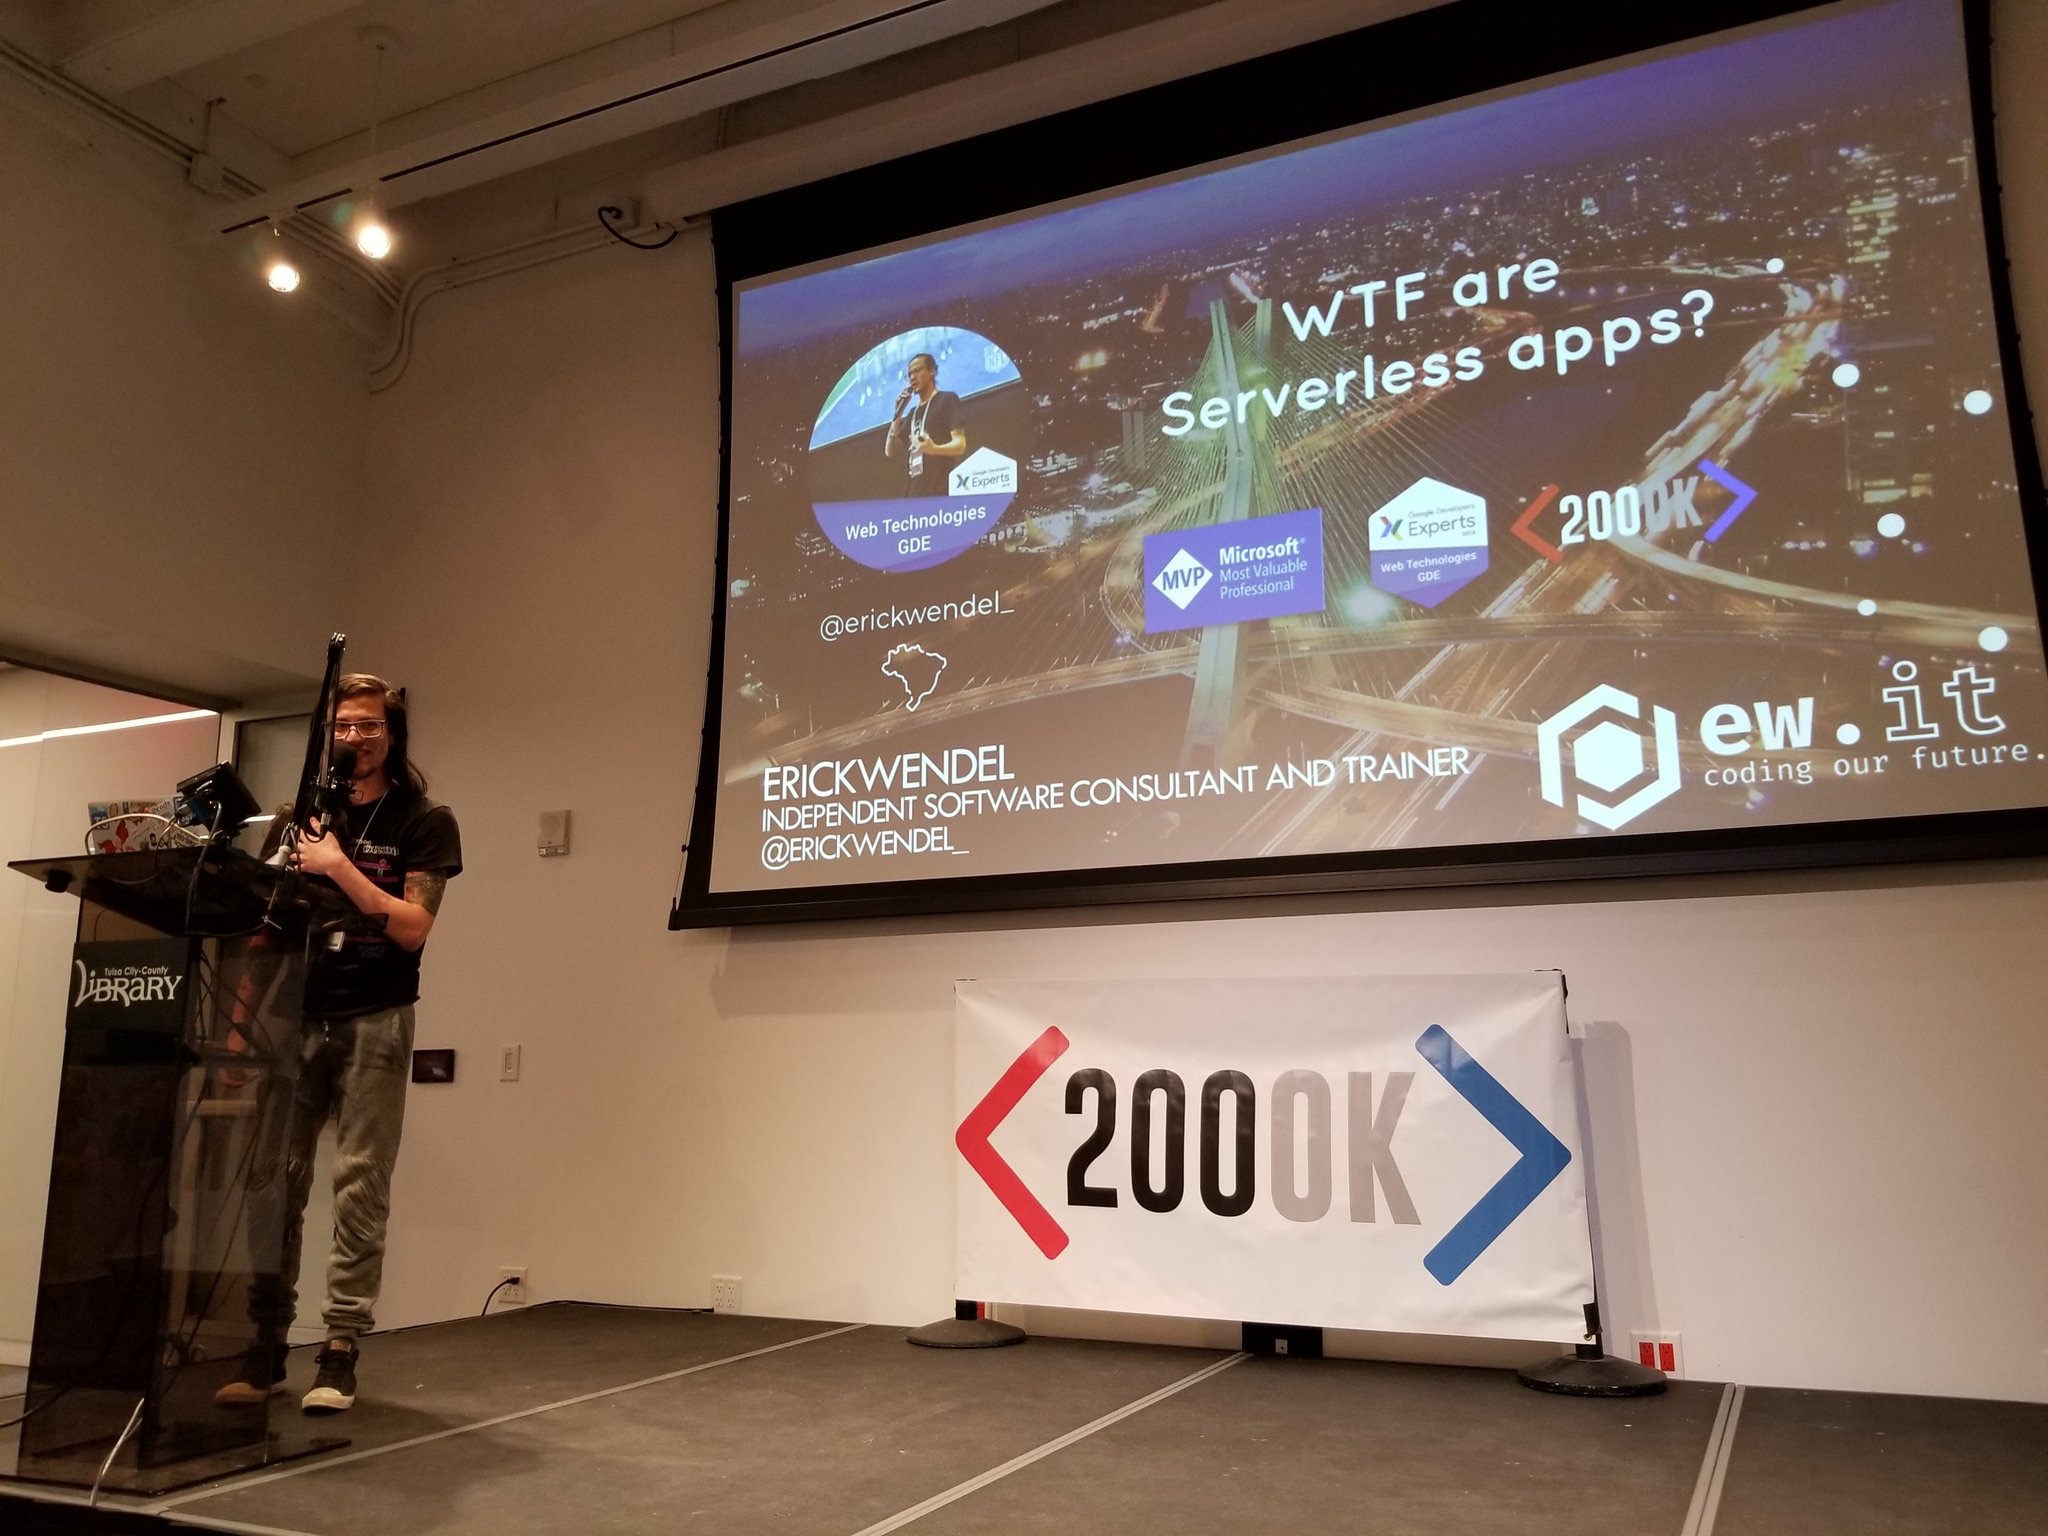 WTF are
Serverless apps?
Google Developers
Experts
2019
Web Technologies
GDE
@erickwendel_
MVP
Microsoft®
Most Valuable
Professional
Google Developers
Experts
2019
Web Technologies
GDE
<200OK>
ERICKWENDEL
INDEPENDENT SOFTWARE CONSULTANT AND TRAINER
@ERICKWENDEL_
ew.it
coding our future.
Tulsa City-County
LIBRARY
<200OK>